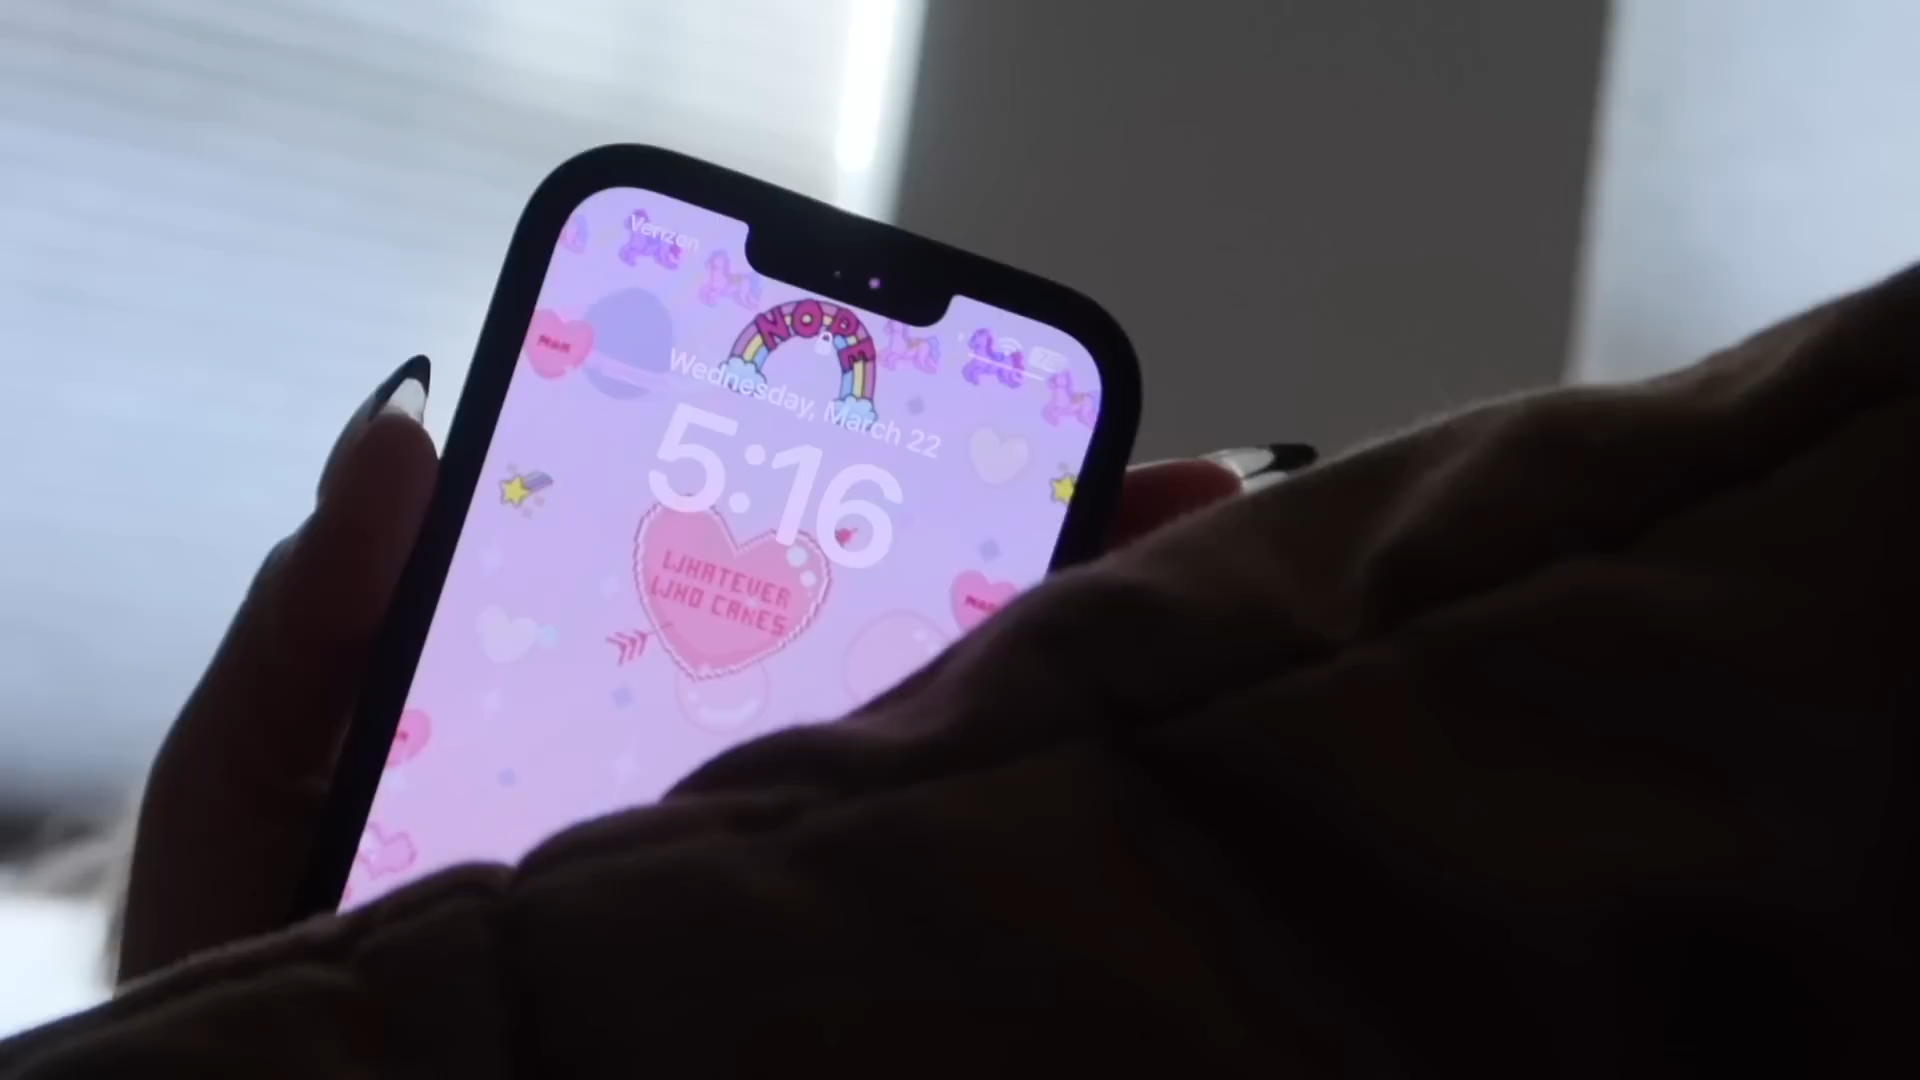 Verizon
NOPE
Wednesday, March 22
5:16
WHATEVER
WHO CARES